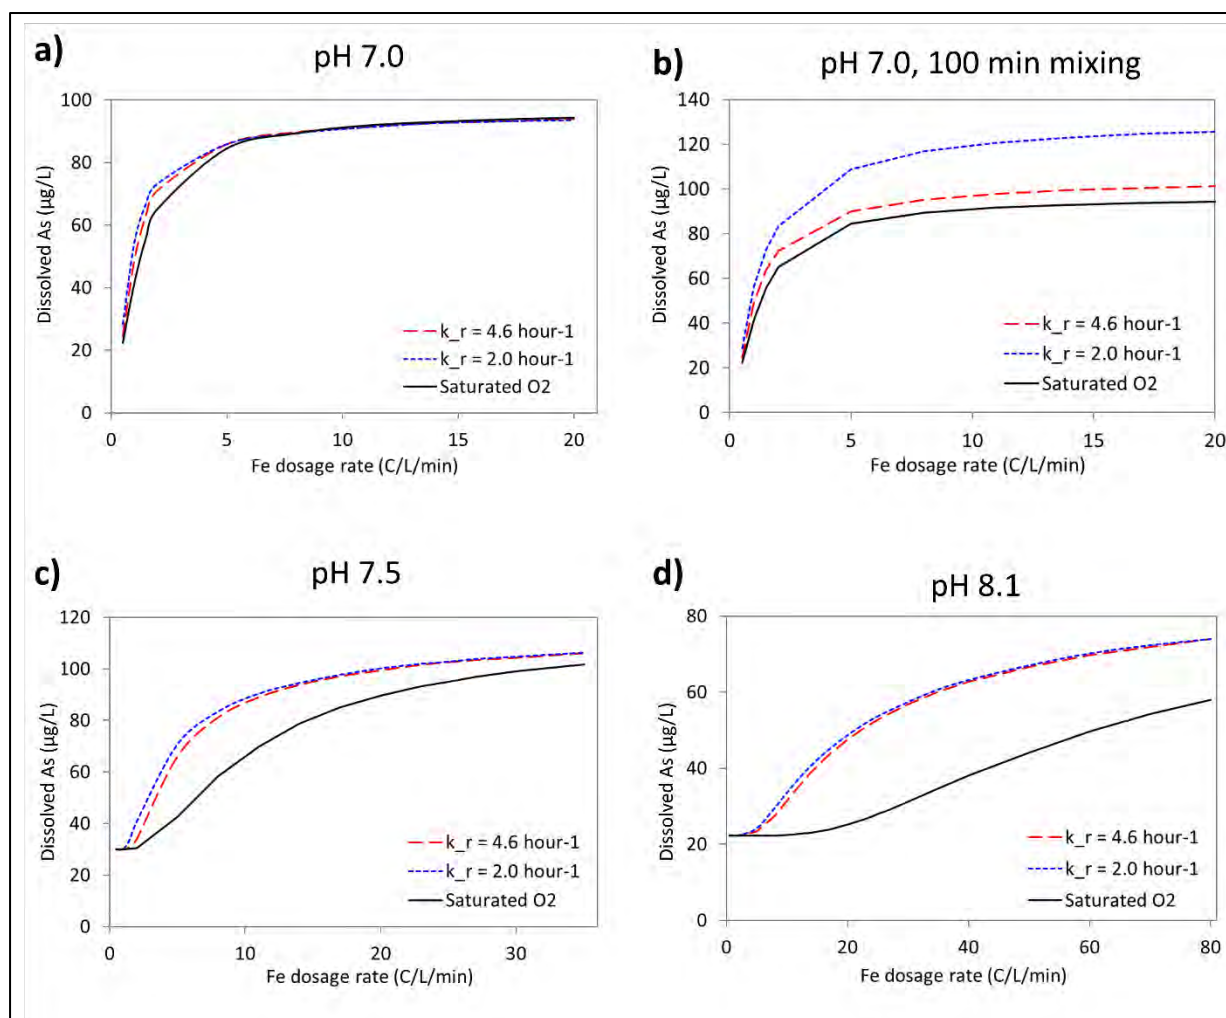 a)
pH 7.0
100
80
60
40
20
0
Dissolved As (µg/L)
k_r = 4.6 hour-1
k_r = 2.0 hour-1
Saturated O2
0 5 10 15 20
Fe dosage rate (C/L/min)
b)
pH 7.0, 100 min mixing
140
120
100
80
60
40
20
0
Dissolved As (µg/L)
k_r = 4.6 hour-1
k_r = 2.0 hour-1
Saturated O2
0 5 10 15 20
Fe dosage rate (C/L/min)
c)
pH 7.5
120
100
80
60
40
20
0
Dissolved As (µg/L)
k_r = 4.6 hour-1
k_r = 2.0 hour-1
Saturated O2
0 10 20 30
Fe dosage rate (C/L/min)
d)
pH 8.1
80
60
40
20
0
Dissolved As (µg/L)
k_r = 4.6 hour-1
k_r = 2.0 hour-1
Saturated O2
0 20 40 60 80
Fe dosage rate (C/L/min)